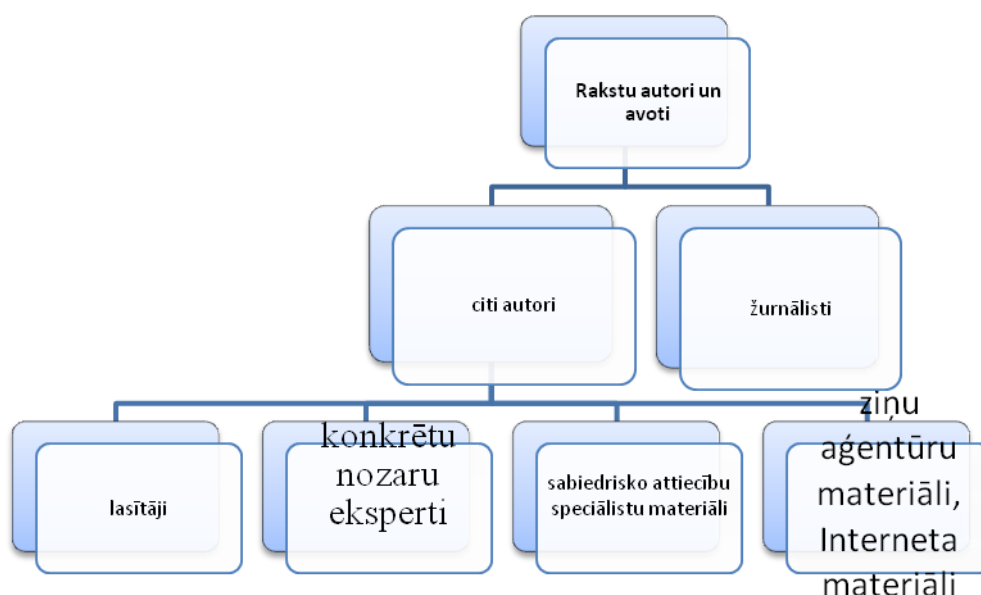 Rakstu autori un
avoti
citi autori
žurnālisti
lasītāji
konkrētu
nozaru
eksperti
sabiedrisko attiecību
speciālistu materiāli
ziņu
aģentūru
materiāli,
Interneta
materiāli